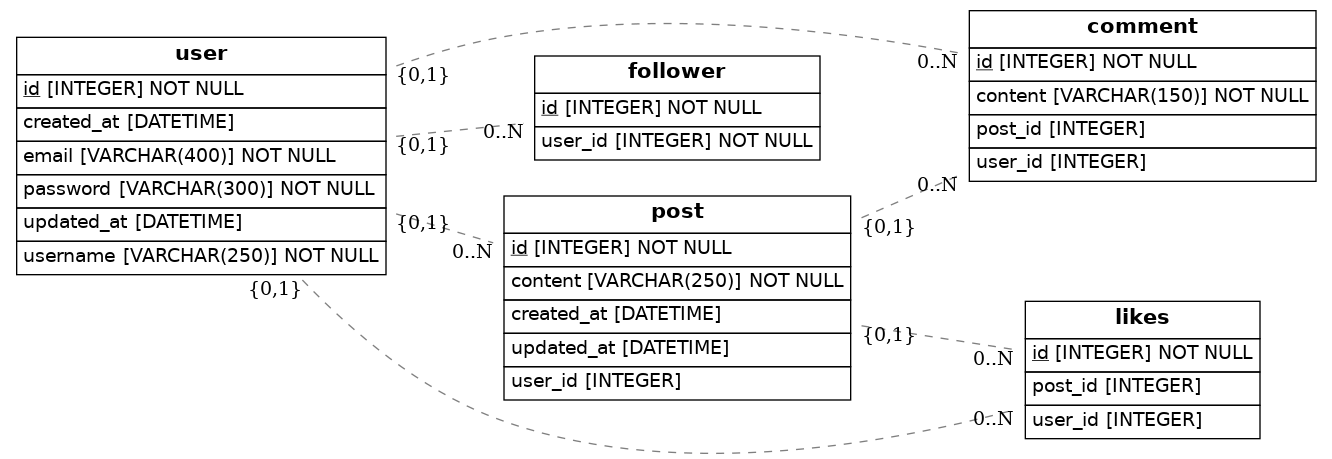 user
id [INTEGER] NOT NULL
created_at [DATETIME]
email [VARCHAR(400)] NOT NULL
password [VARCHAR(300)] NOT NULL
updated_at [DATETIME]
username [VARCHAR(250)] NOT NULL
{0,1}
0..N
{0,1}
0..N
{0,1}
0..N
{0,1}
0..N
follower
id [INTEGER] NOT NULL
user_id [INTEGER] NOT NULL
post
id [INTEGER] NOT NULL
content [VARCHAR(250)] NOT NULL
created_at [DATETIME]
updated_at [DATETIME]
user_id [INTEGER]
{0,1}
0..N
{0,1}
0..N
comment
id [INTEGER] NOT NULL
content [VARCHAR(150)] NOT NULL
post_id [INTEGER]
user_id [INTEGER]
likes
id [INTEGER] NOT NULL
post_id [INTEGER]
user_id [INTEGER]